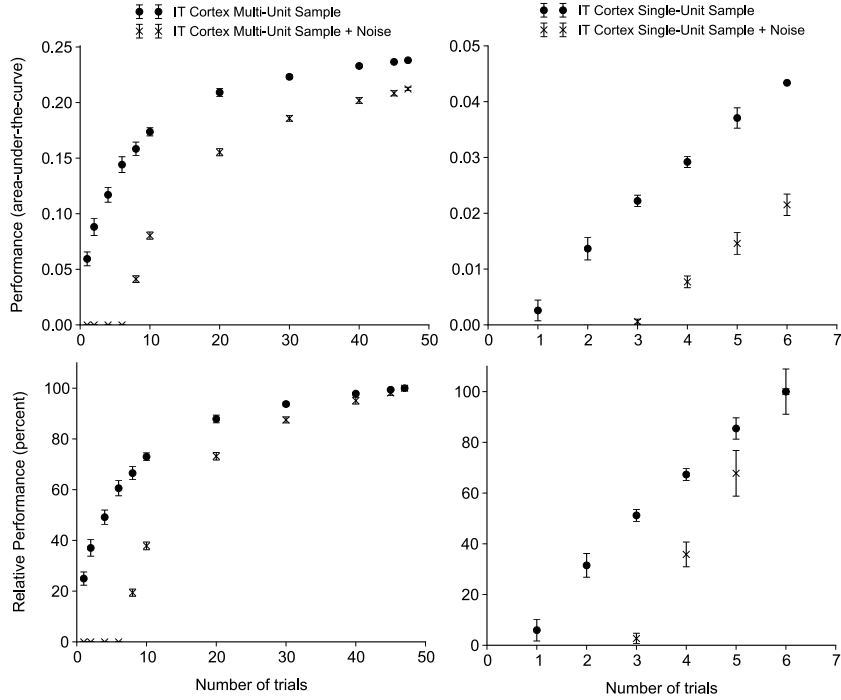 IT Cortex Multi-Unit Sample
IT Cortex Multi-Unit Sample + Noise
Performance (area-under-the-curve)
0.25
0.20
0.15
0.10
0.05
0.00
0 10 20 30 40 50
IT Cortex Single-Unit Sample
IT Cortex Single-Unit Sample + Noise
0.05
0.04
0.03
0.02
0.01
0.00
0 1 2 3 4 5 6 7
Relative Performance (percent)
100
80
60
40
20
0
0 10 20 30 40 50
Number of trials
100
80
60
40
20
0
0 1 2 3 4 5 6 7
Number of trials